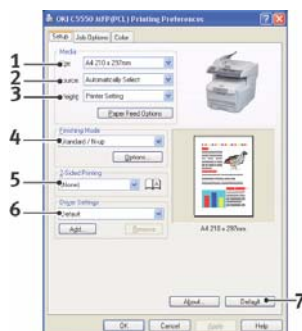 OKI C5550 MFP(PCL) Printing Preferences
Setup Job Options Color
Media
1 Size: A4 210 x 297mm
2 Source: Automatically Select
3 Weight: Printer Setting
Paper Feed Options
Finishing Mode
4 Standard / N-up
Options...
2-Sided Printing
5 (None)
Driver Settings
6 Default
Add... Remove
A4 210 x 297mm
About... Default 7
OK Cancel Apply Help